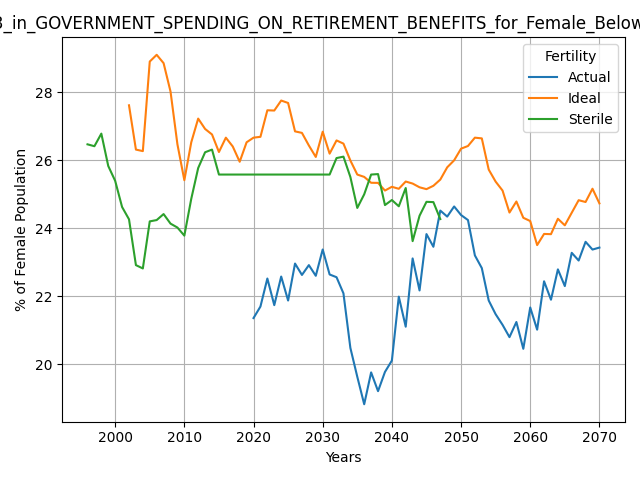 _in_GOVERNMENT_SPENDING_ON_RETIREMENT_BENEFITS_for_Female_Below
Fertility
Actual
Ideal
Sterile
% of Female Population
28
26
24
22
20
2000 2010 2020 2030 2040 2050 2060 2070
Years